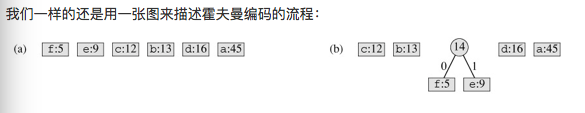 我们一样的还是用一张图来描述霍夫曼编码的流程：
(a) f:5 e:9 c:12 b:13 d:16 a:45
(b) c:12 b:13 14 d:16 a:45
0 1
f:5 e:9